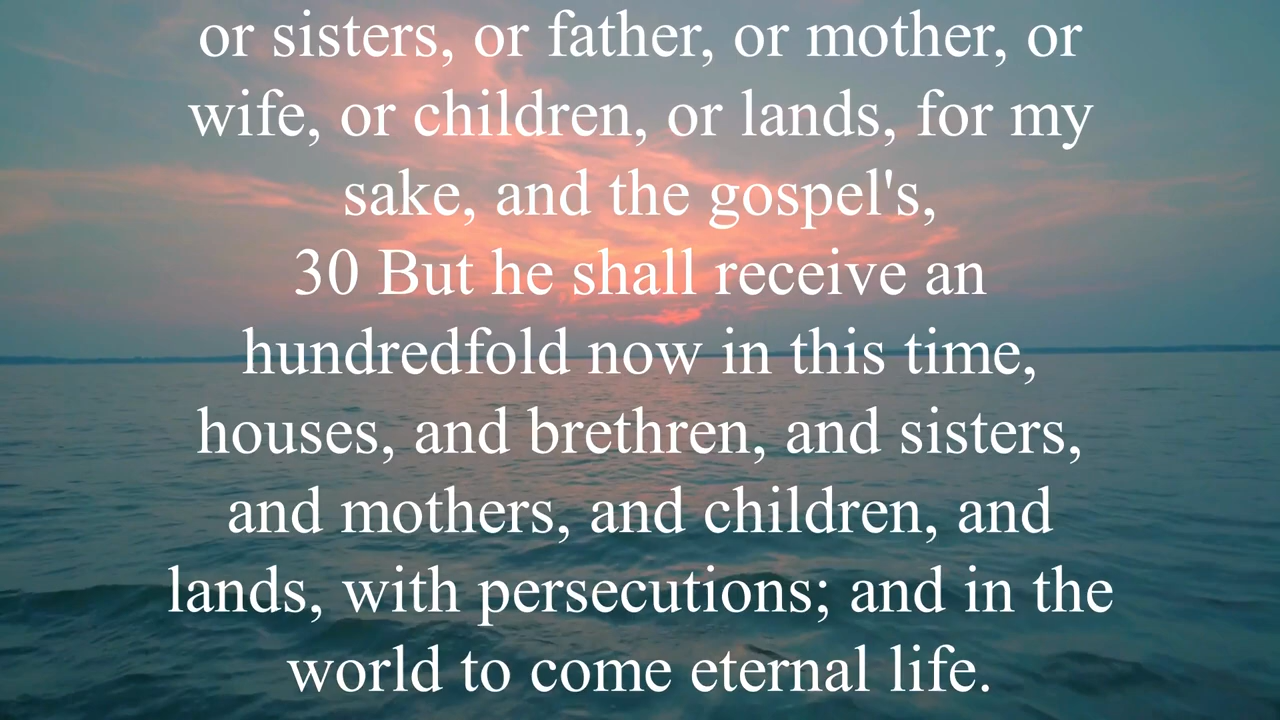 or sisters, or father, or mother, or
wife, or children, or lands, for my
sake, and the gospel's,
30 But he shall receive an
hundredfold now in this time,
houses, and brethren, and sisters,
and mothers, and children, and
lands, with persecutions; and in the
world to come eternal life.